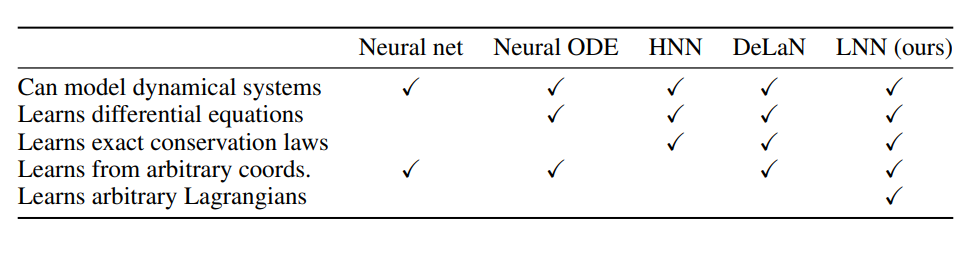 Neural net Neural ODE HNN DeLaN LNN (ours)
Can model dynamical systems ✓ ✓ ✓ ✓ ✓
Learns differential equations ✓ ✓ ✓ ✓
Learns exact conservation laws ✓ ✓ ✓
Learns from arbitrary coords. ✓ ✓ ✓ ✓
Learns arbitrary Lagrangians ✓